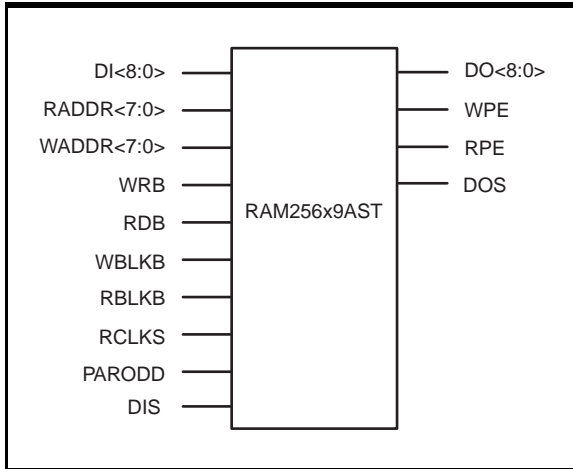 DI<8:0>
RADDR<7:0>
WADDR<7:0>
WRB
RDB
WBLKB
RBLKB
RCLKS
PARODD
DIS
RAM256x9AST
DO<8:0>
WPE
RPE
DOS